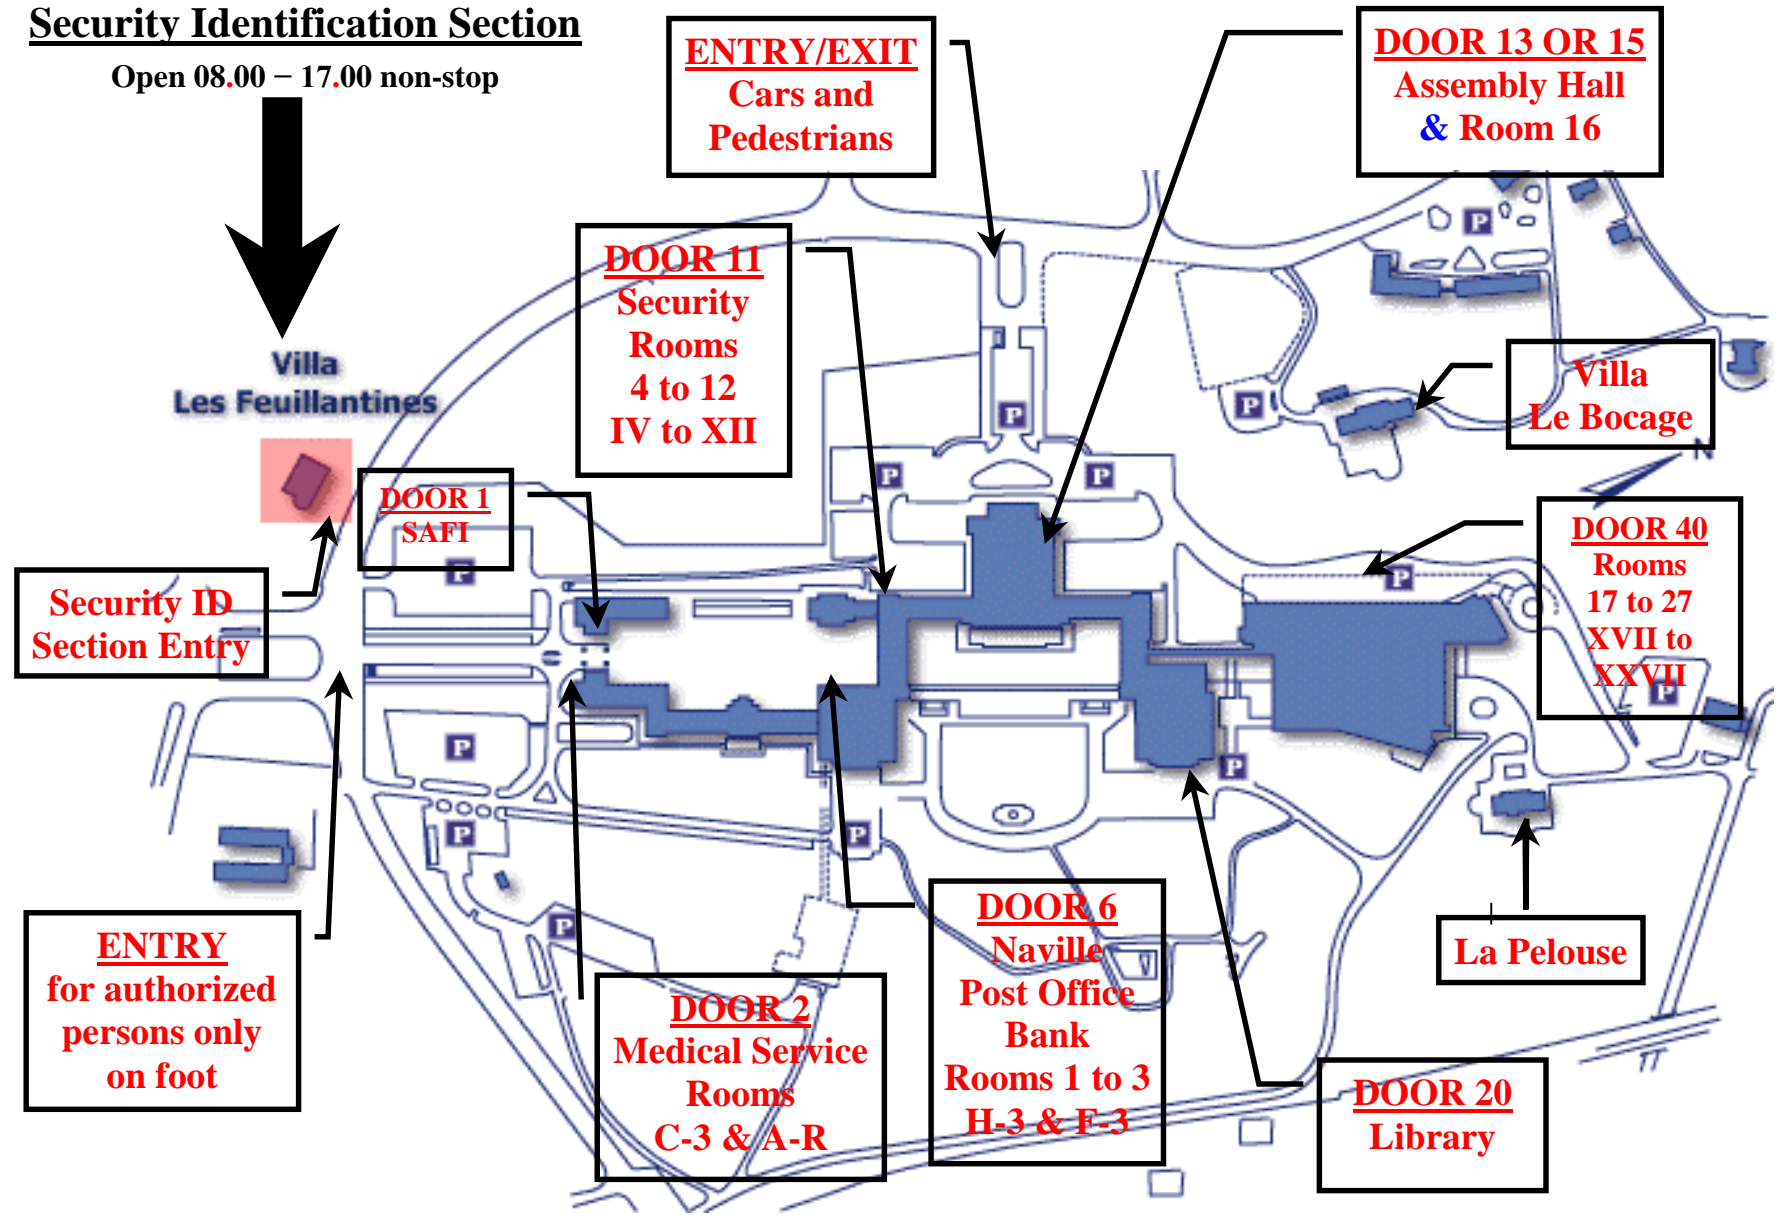 Security Identification Section
Open 08.00 – 17.00 non-stop
ENTRY/EXIT
Cars and
Pedestrians
DOOR 13 OR 15
Assembly Hall
& Room 16
DOOR 11
Security
Rooms
4 to 12
IV to XII
Villa
Les Feuillantines
Villa
Le Bocage
N
DOOR 1
SAFI
DOOR 40
Rooms
17 to 27
XVII to
XXVII
Security ID
Section Entry
ENTRY
for authorized
persons only
on foot
DOOR 2
Medical Service
Rooms
C-3 & A-R
DOOR 6
Naville
Post Office
Bank
Rooms 1 to 3
H-3 & F-3
La Pelouse
DOOR 20
Library
P
P
P
P
P
P
P
P
P
P
P
P
P
P